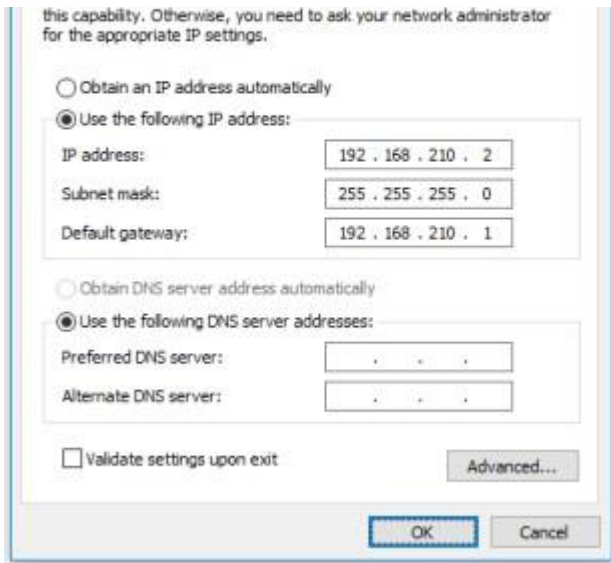 this capability. Otherwise, you need to ask your network administrator
for the appropriate IP settings.
Obtain an IP address automatically
Use the following IP address:
IP address: 192 . 168 . 210 . 2
Subnet mask: 255 . 255 . 255 . 0
Default gateway: 192 . 168 . 210 . 1
Obtain DNS server address automatically
Use the following DNS server addresses:
Preferred DNS server: . . .
Alternate DNS server: . . .
Validate settings upon exit
Advanced...
OK Cancel